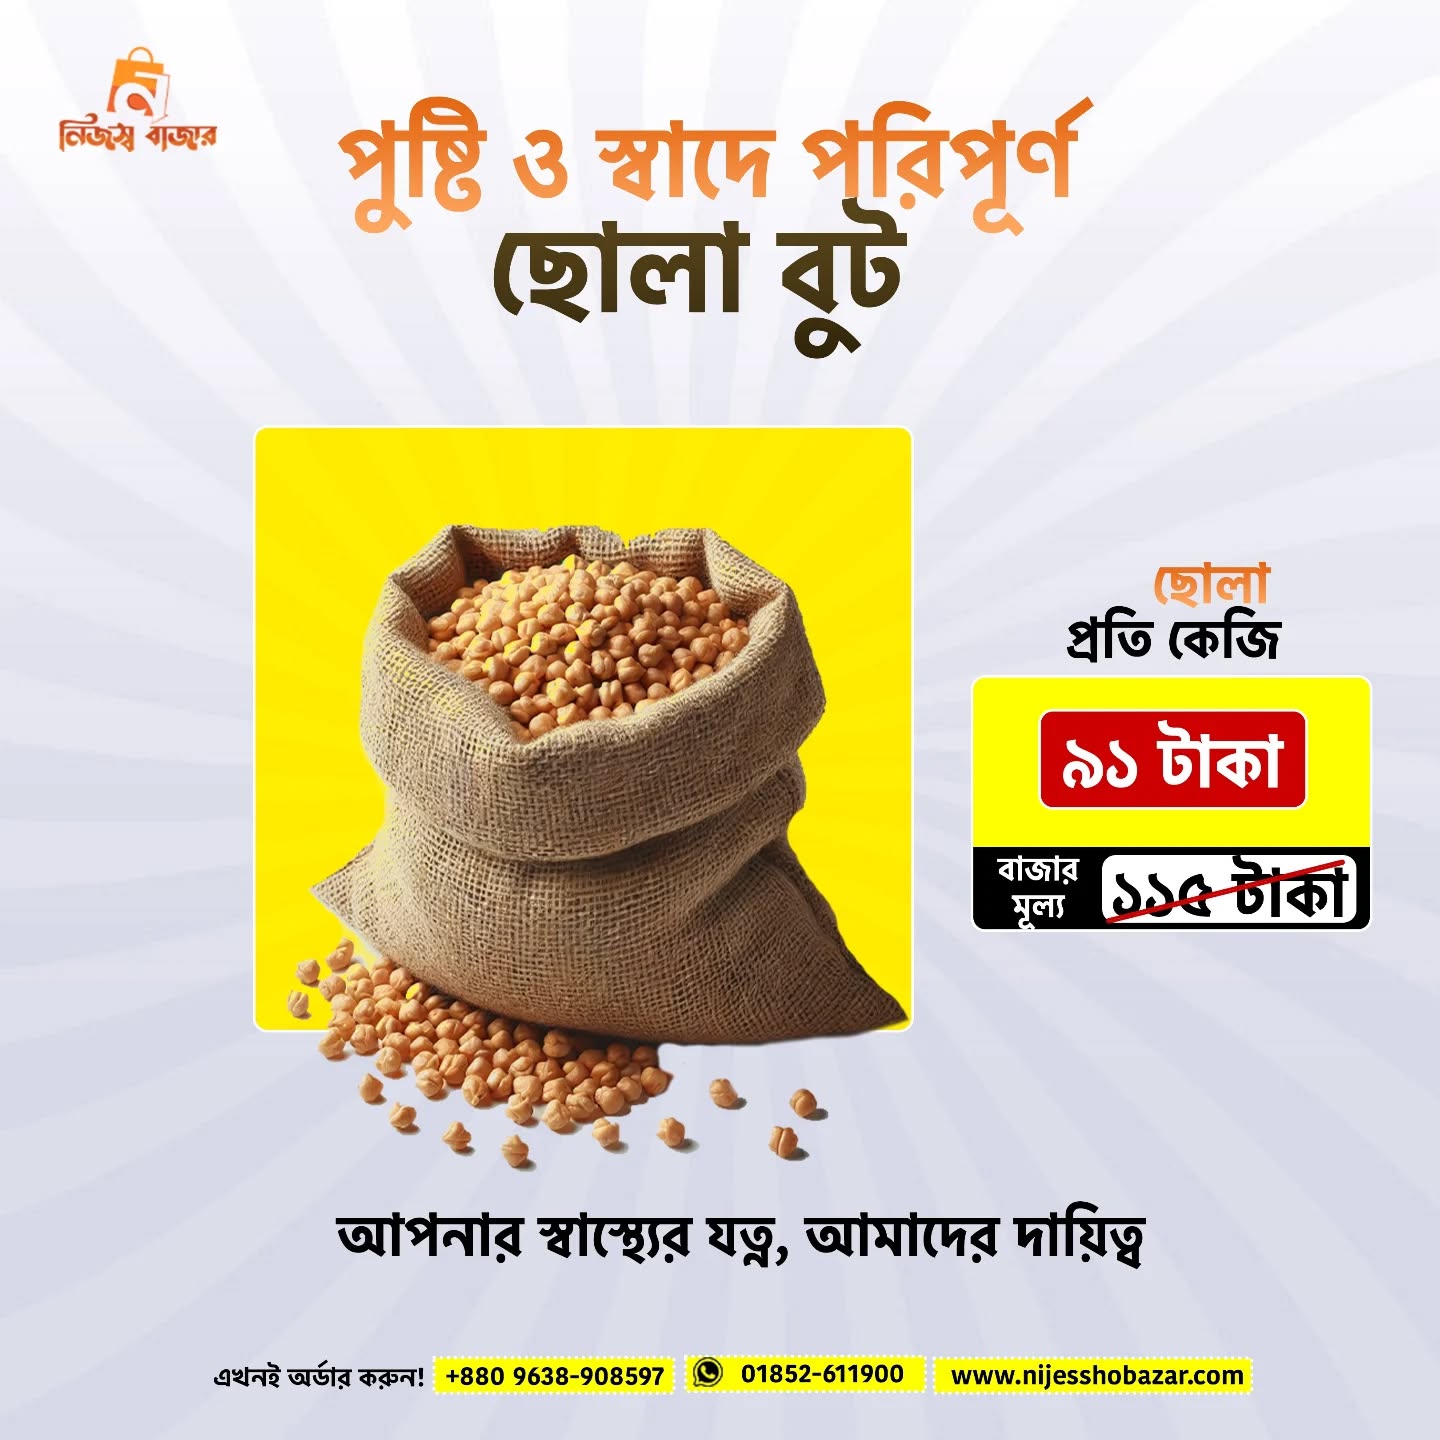 নিজস্ব বাজার
পুষ্টি ও স্বাদে পরিপূর্ণ
ছোলা বুট
ছোলা
প্রতি কেজি
৯১ টাকা
বাজার
মূল্য
১১৫ টাকা
আপনার স্বাস্থ্যের যত্ন, আমাদের দায়িত্ব
এখনই অর্ডার করুন! +880 9638-908597 01852-611900 www.nijesshobazar.com